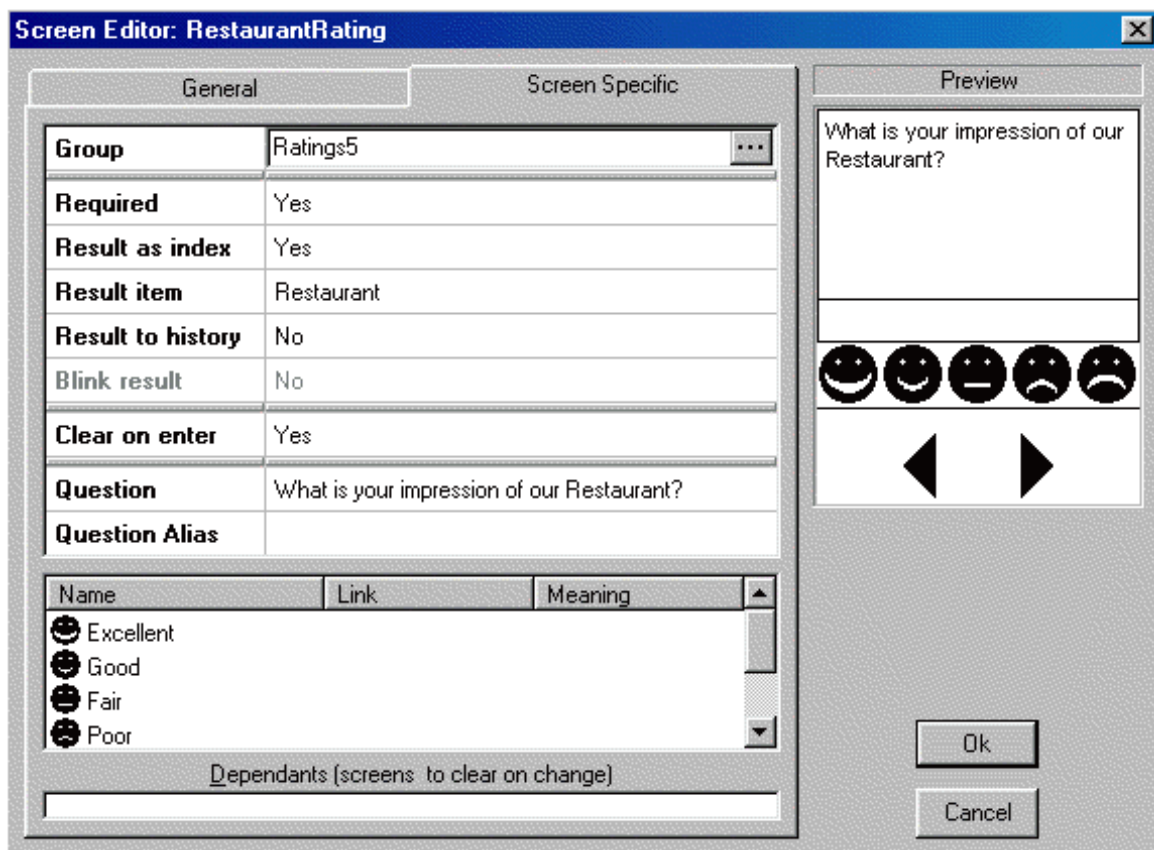 Screen Editor: RestaurantRating
General
Screen Specific
Group Ratings5 ...
Required Yes
Result as index Yes
Result item Restaurant
Result to history No
Blink result No
Clear on enter Yes
Question What is your impression of our Restaurant?
Question Alias
Name Link Meaning
Excellent
Good
Fair
Poor
Dependants (screens to clear on change)
Preview
What is your impression of our
Restaurant?
Ok
Cancel